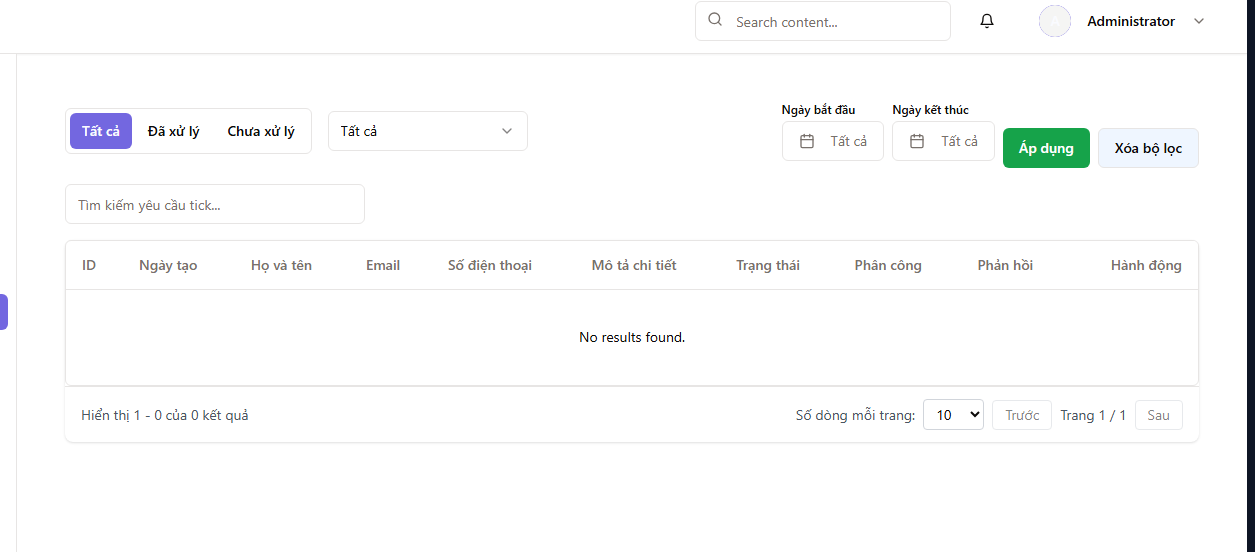 Search content...
Administrator
Ngày bắt đầu Ngày kết thúc
Tất cả Đã xử lý Chưa xử lý Tất cả Tất cả Tất cả Áp dụng Xóa bộ lọc
Tìm kiếm yêu cầu tick...
ID Ngày tạo Họ và tên Email Số điện thoại Mô tả chi tiết Trạng thái Phân công Phản hồi Hành động
No results found.
Hiển thị 1 - 0 của 0 kết quả Số dòng mỗi trang: 10 Trước Trang 1 / 1 Sau